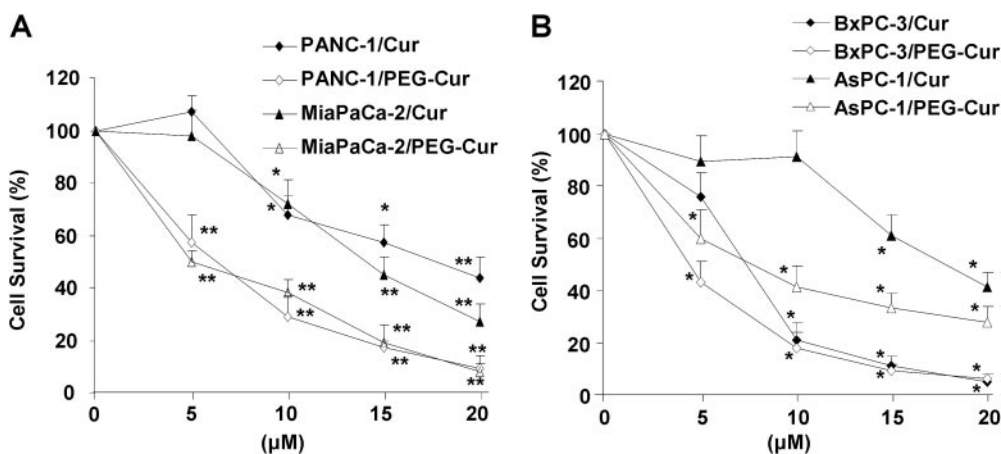 A
PANC-1/Cur
PANC-1/PEG-Cur
MiaPaCa-2/Cur
MiaPaCa-2/PEG-Cur
Cell Survival (%)
120
100
80
60
40
20
0
* * * ** ** ** ** ** ** ** ** ** ** **
0 5 10 15 20
(µM)
B
BxPC-3/Cur
BxPC-3/PEG-Cur
AsPC-1/Cur
AsPC-1/PEG-Cur
Cell Survival (%)
120
100
80
60
40
20
0
* * * * * * * * * * * * *
0 5 10 15 20
(µM)